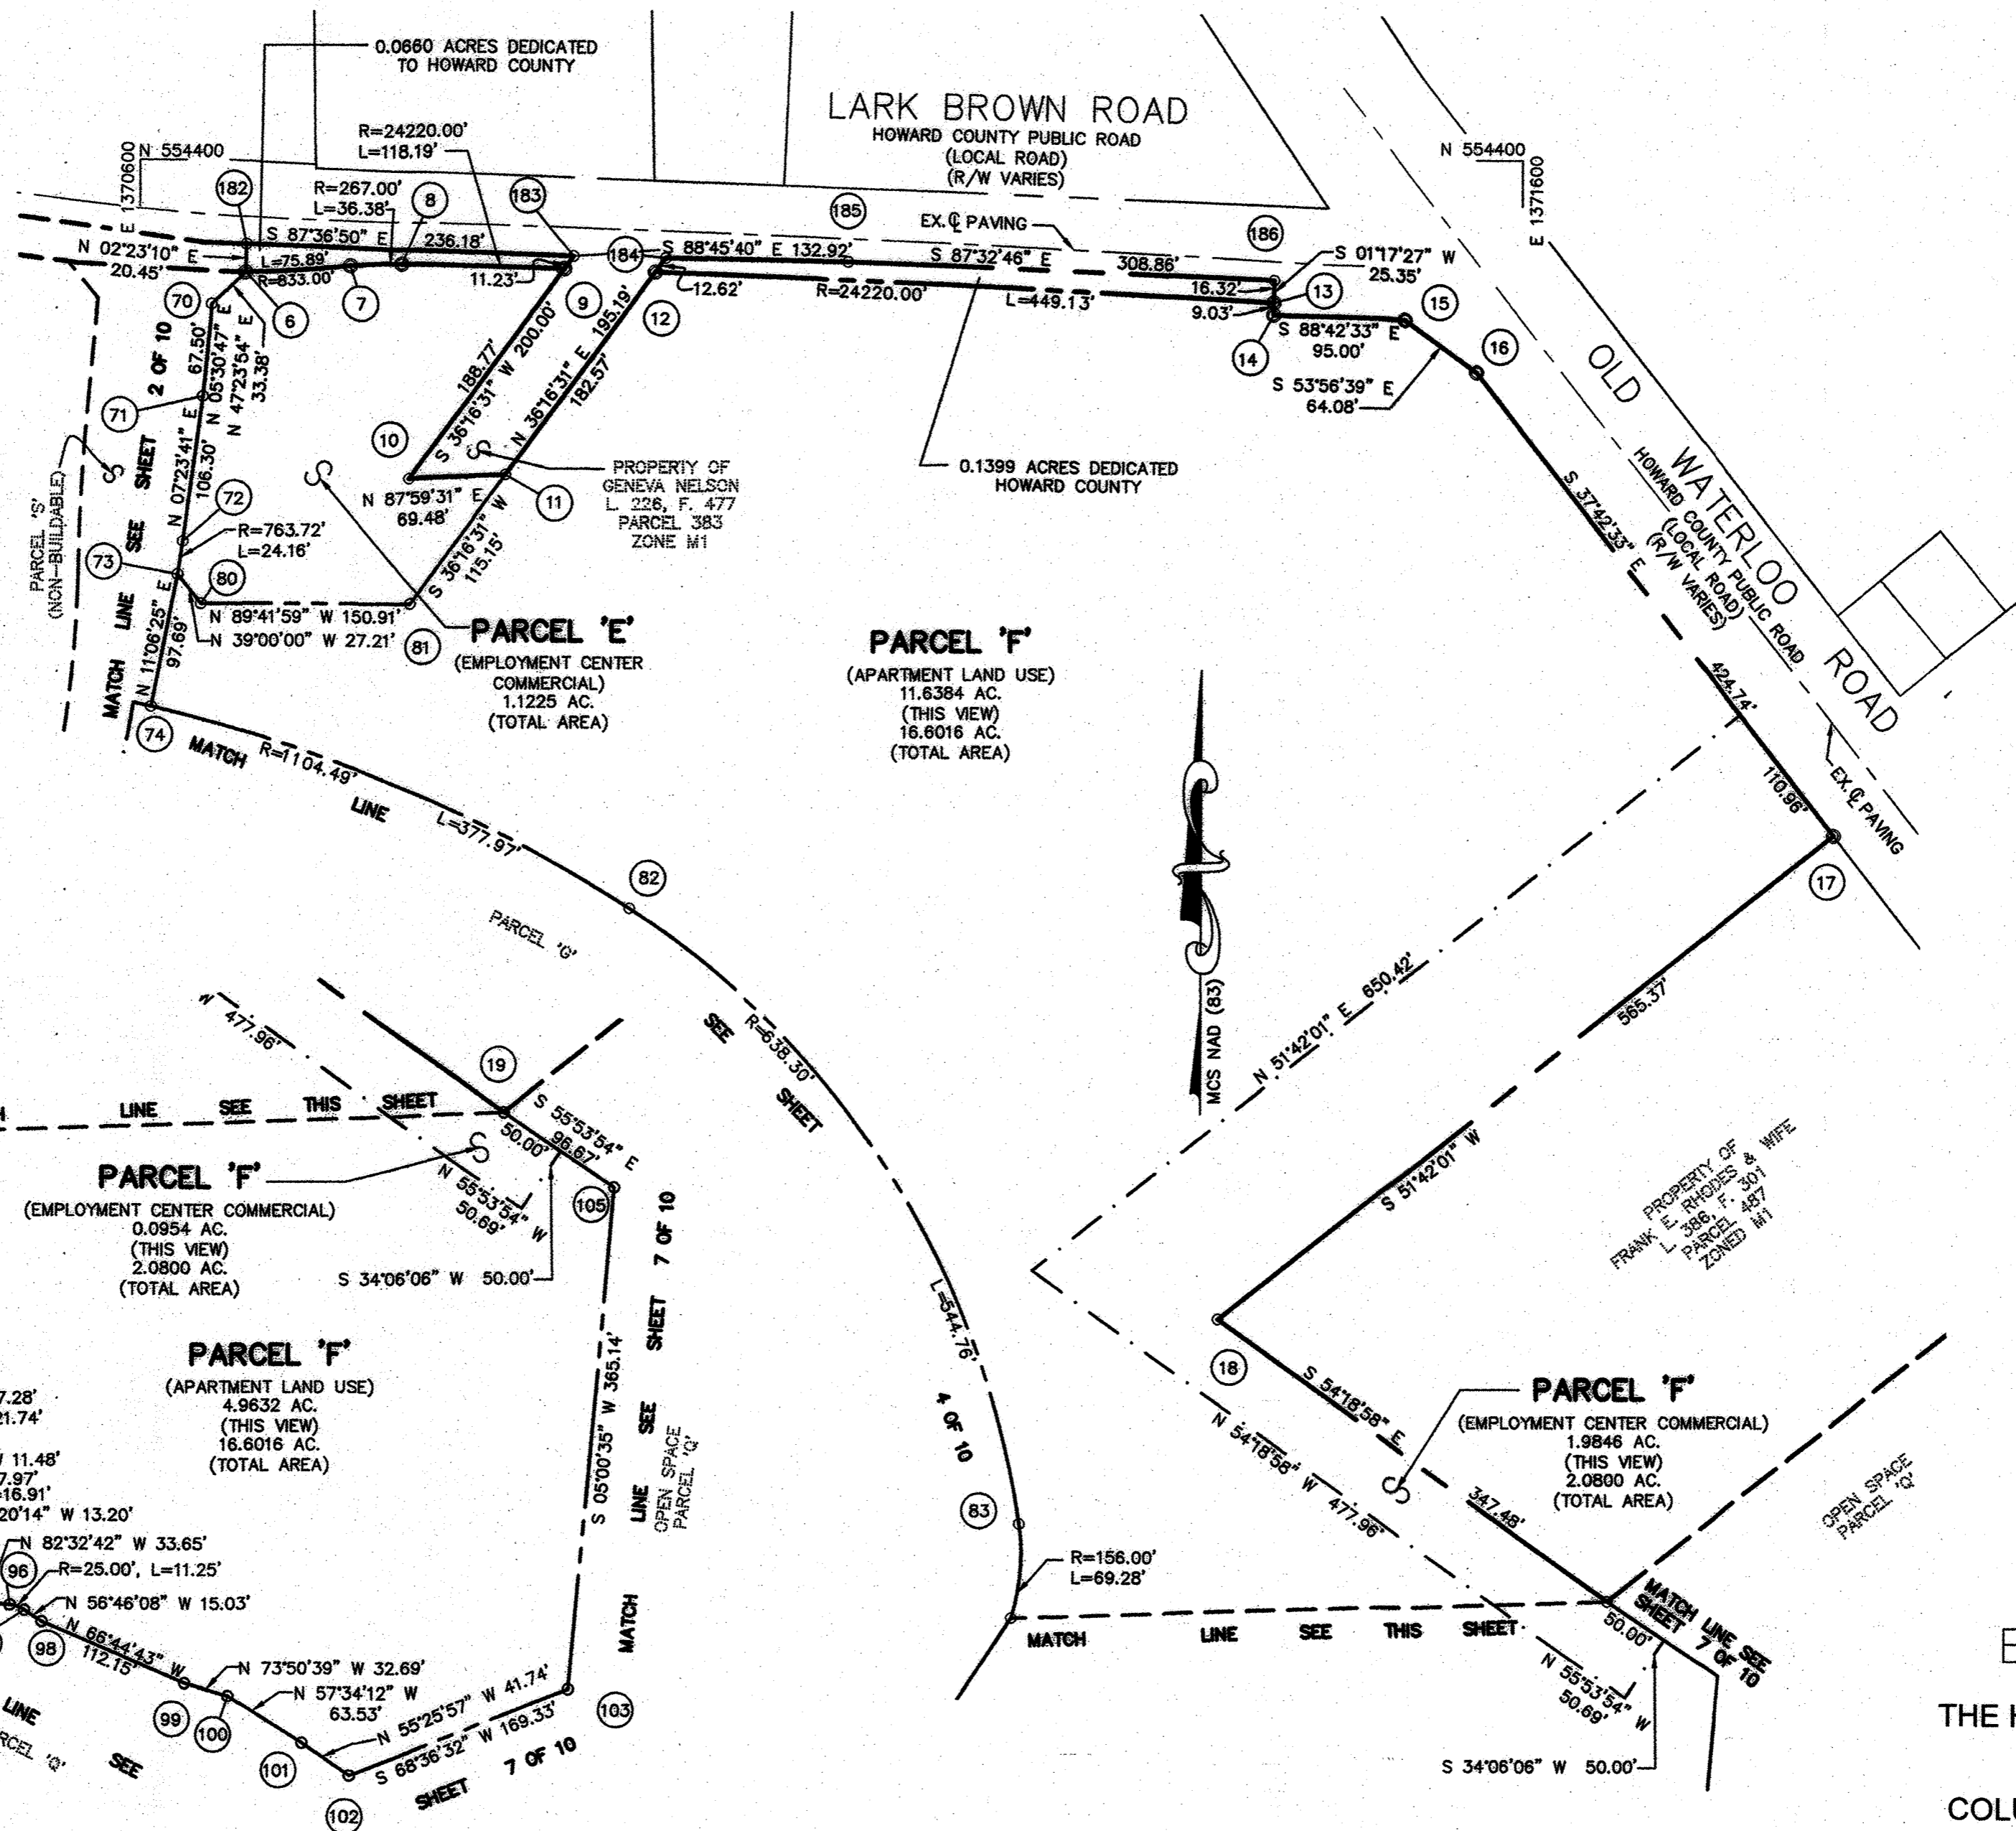 0.0660 ACRES DEDICATED
TO HOWARD COUNTY
LARK BROWN ROAD
HOWARD COUNTY PUBLIC ROAD
(LOCAL ROAD)
(R/W VARIES)
R=24220.00'
L=118.19'
N 554400
E 1370600
N 554400
E 1371600
182
R=267.00'
L=36.38'
8
183
185
EX. ℄ PAVING
186
S 87°36'50" E 236.18'
184
S 88°45'40" E 132.92'
S 87°32'46" E 308.86'
S 01°17'27" W
25.35'
N 02°23'10" E
20.45'
L=75.89'
R=833.00'
11.23'
12.62'
R=24220.00'
L=449.13'
16.32'
9.03'
13
15
70
6
7
9
12
14
S 88°42'33" E
95.00'
16
S 53°56'39" E
64.08'
OLD WATERLOO ROAD
HOWARD COUNTY PUBLIC ROAD
(LOCAL ROAD)
(R/W VARIES)
N 05°30'47" E
67.50'
N 47°23'54" E
33.38'
SEE SHEET 2 OF 10
71
188.77'
S 36°16'31" W 200.00'
N 36°16'31" E 195.19'
182.57'
10
N 07°23'41" E
106.30'
N 87°59'31" E
69.48'
11
PROPERTY OF
GENEVA NELSON
L. 226, F. 477
PARCEL 383
ZONE M1
0.1399 ACRES DEDICATED
HOWARD COUNTY
S 37°42'33" E
424.74'
110.96'
EX. ℄ PAVING
17
PARCEL 'S'
(NON-BUILDABLE)
72
R=763.72'
L=24.16'
73
80
S 36°16'31" W
115.15'
N 89°41'59" W 150.91'
N 39°00'00" W 27.21'
81
MATCH LINE
N 11°06'25" E
97.69'
74
PARCEL 'E'
(EMPLOYMENT CENTER
COMMERCIAL)
1.1225 AC.
(TOTAL AREA)
PARCEL 'F'
(APARTMENT LAND USE)
11.6384 AC.
(THIS VIEW)
16.6016 AC.
(TOTAL AREA)
MATCH LINE
R=1104.49'
L=377.97'
82
PARCEL 'G'
MCS NAD (83)
N 51°42'01" E 650.42'
565.37'
S 51°42'01" W
SEE SHEET
R=638.30'
L=544.76'
4 OF 10
W 477.96'
19
LINE SEE THIS SHEET
S 55°53'54" E
96.67'
50.00'
N 55°53'54" W
50.69'
105
S 34°06'06" W 50.00'
PARCEL 'F'
(EMPLOYMENT CENTER COMMERCIAL)
0.0954 AC.
(THIS VIEW)
2.0800 AC.
(TOTAL AREA)
PARCEL 'F'
(APARTMENT LAND USE)
4.9632 AC.
(THIS VIEW)
16.6016 AC.
(TOTAL AREA)
S 05°00'35" W 365.14'
MATCH LINE SEE SHEET 7 OF 10
OPEN SPACE
PARCEL 'Q'
PROPERTY OF
FRANK E. RHODES & WIFE
L. 386, F. 301
PARCEL 487
ZONED M1
18
S 54°18'58" E
347.48'
N 54°18'58" W 477.96'
PARCEL 'F'
(EMPLOYMENT CENTER COMMERCIAL)
1.9846 AC.
(THIS VIEW)
2.0800 AC.
(TOTAL AREA)
OPEN SPACE
PARCEL 'Q'
83
R=156.00'
L=69.28'
MATCH LINE SEE THIS SHEET
MATCH LINE SEE
SHEET 7 OF 10
50.00'
N 55°53'54" W
50.69'
S 34°06'06" W 50.00'
7.28'
21.74'
W 11.48'
7.97'
=16.91'
20'14" W 13.20'
N 82°32'42" W 33.65'
96
R=25.00', L=11.25'
N 56°46'08" W 15.03'
98
N 66°44'43" W
112.15'
N 73°50'39" W 32.69'
N 57°34'12" W
63.53'
99
100
N 55°25'57" W 41.74'
S 68°36'32" W 169.33'
103
101
102
LINE SEE
SHEET 7 OF 10
THE H
COLU